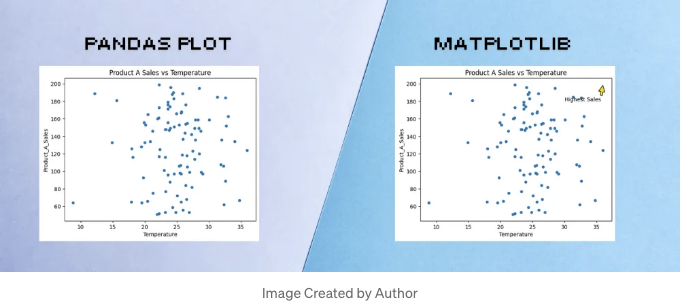 PANDAS PLOT
MATPLOTLIB
Product A Sales vs Temperature
200
180
160
140
120
100
80
60
Product_A_Sales
10
15
20
25
30
35
Temperature
Product A Sales vs Temperature
Highest Sales
200
180
160
140
120
100
80
60
Product_A_Sales
10
15
20
25
30
35
Temperature
Image Created by Author